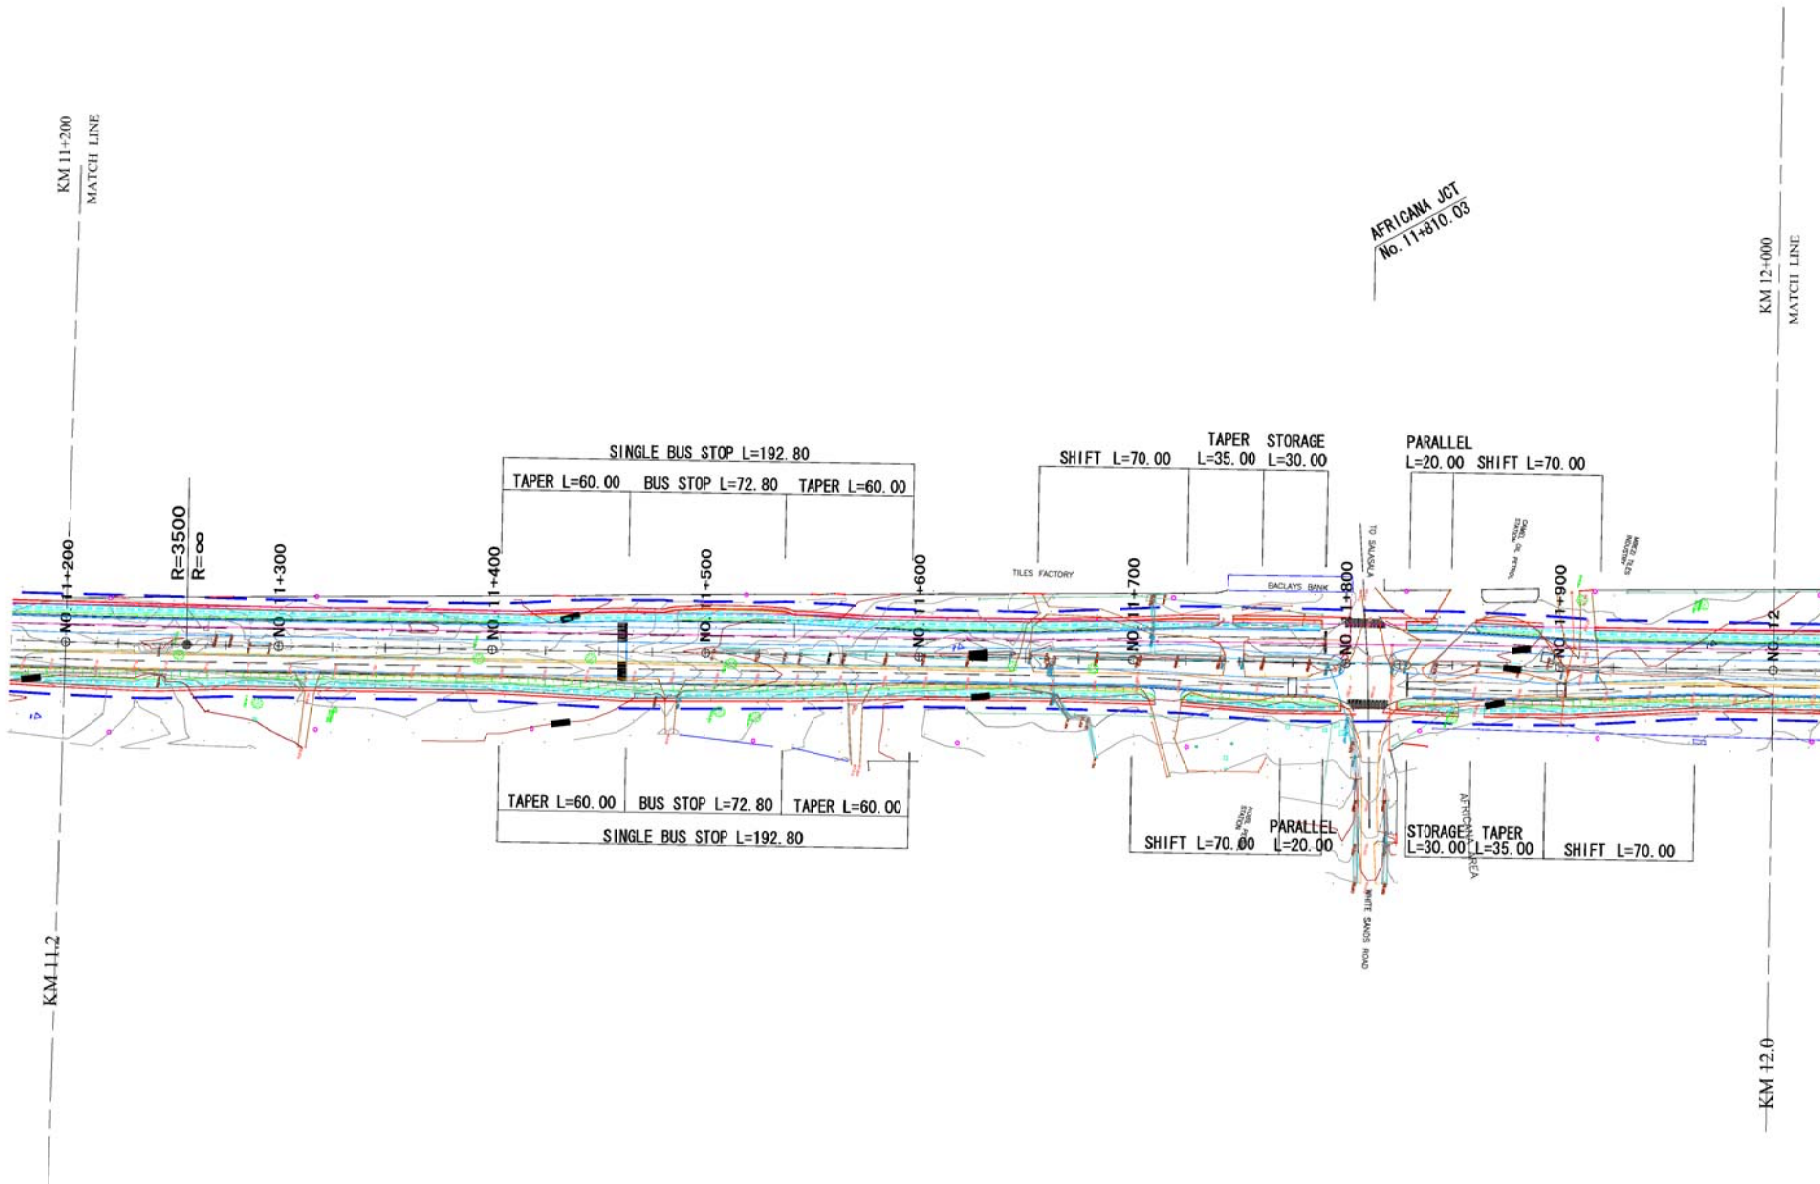 KM 11+200
MATCH LINE
AFRICANA JCT
No. 11+810.03
KM 12+000
MATCH LINE
SINGLE BUS STOP L=192.80
TAPER L=60.00
BUS STOP L=72.80
TAPER L=60.00
SHIFT L=70.00
TAPER
L=35.00
STORAGE
L=30.00
PARALLEL
L=20.00
SHIFT L=70.00
R=3500
R=∞
NO. 11+200
11+300
11+400
11+500
NO. 11+600
NO. 11+700
NO. 11+800
NO. 11+900
NO. 12
TILES FACTORY
BACLAYS BANK
TO SALASALA
TAPER L=60.00
BUS STOP L=72.80
TAPER L=60.00
SINGLE BUS STOP L=192.80
SHIFT L=70.00
PARALLEL
L=20.00
STORAGE
L=30.00
TAPER
L=35.00
SHIFT L=70.00
AFRICANA AREA
WHITE SANDS ROAD
KM 11.2
KM 12.0